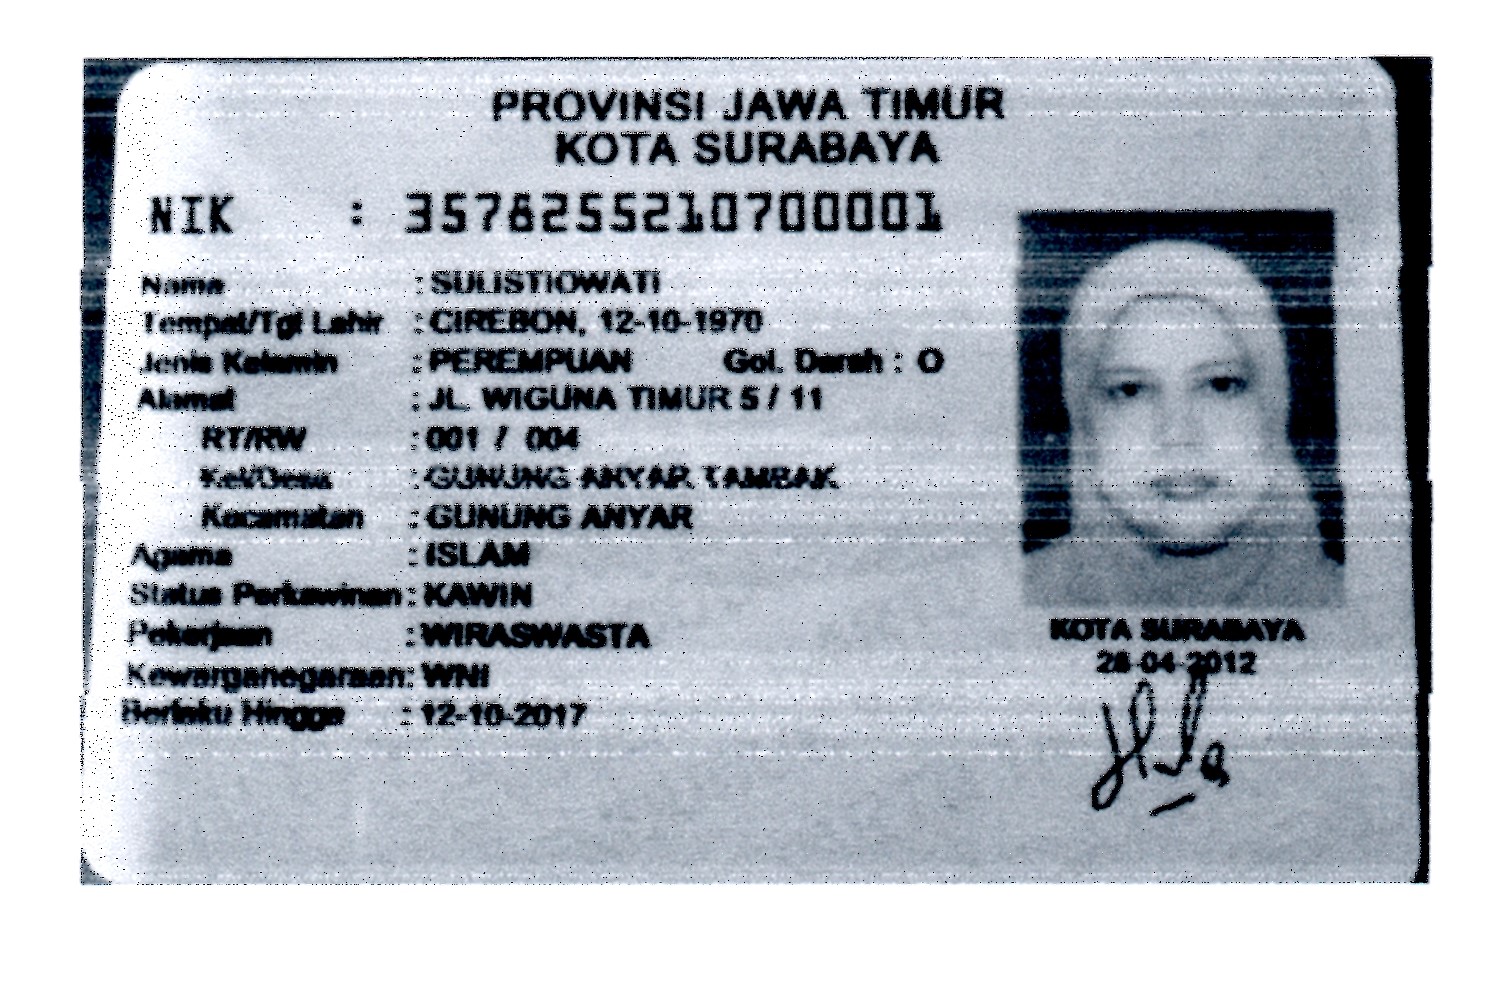 PROVINSI JAWA TIMUR
KOTA SURABAYA
NIK : 3578255210700001
Nama : SULISTIOWATI
Tempat/Tgl Lahir : CIREBON, 12-10-1970
Jenis Kelamin : PEREMPUAN Gol. Darah : O
Alamat : JL. WIGUNA TIMUR 5 / 11
RT/RW : 001 / 004
Kel/Desa : GUNUNG ANYAR TAMBAK
Kecamatan : GUNUNG ANYAR
Agama : ISLAM
Status Perkawinan : KAWIN
Pekerjaan : WIRASWASTA
Kewarganegaraan : WNI
Berlaku Hingga : 12-10-2017
KOTA SURABAYA
28-04-2012